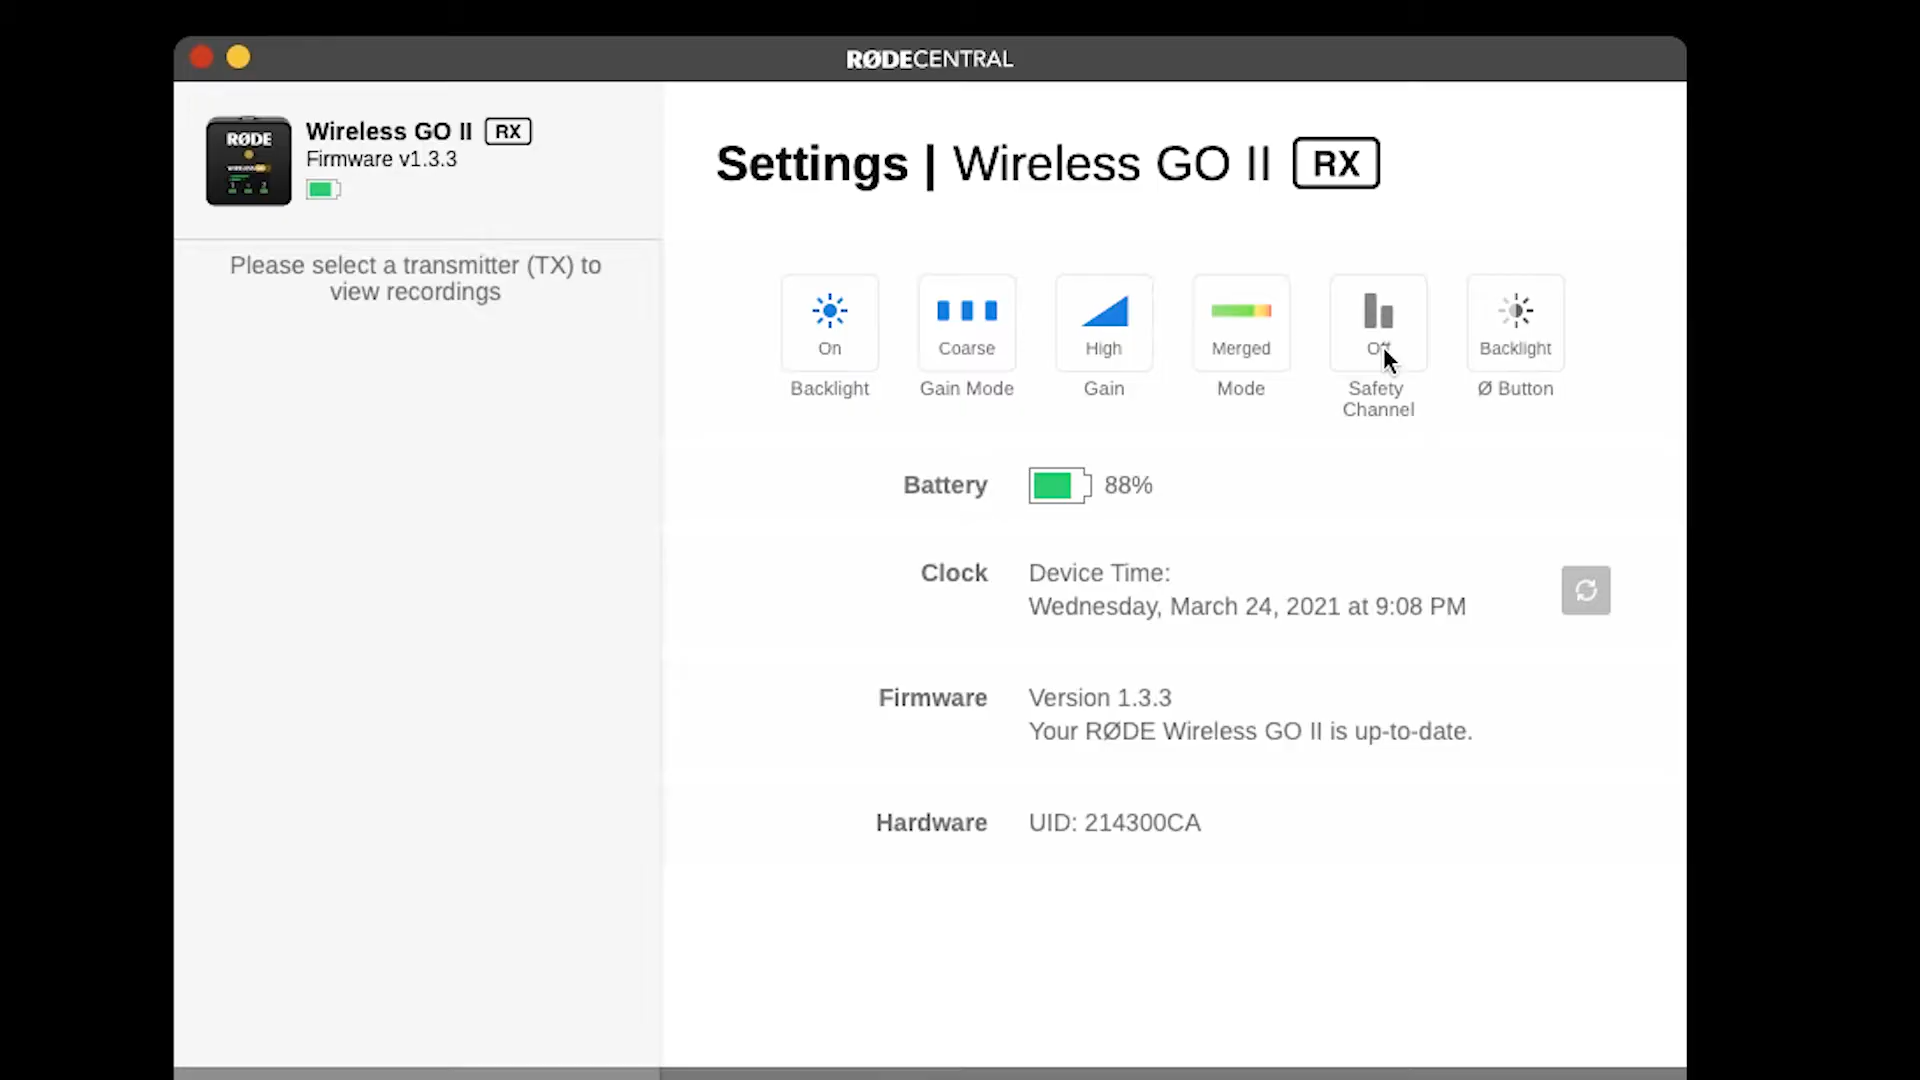 RØDECENTRAL
RØDE
Wireless GO II RX
Firmware v1.3.3
Please select a transmitter (TX) to
view recordings
Settings | Wireless GO II RX
On
Backlight
Coarse
Gain Mode
High
Gain
Merged
Mode
Off
Safety
Channel
Backlight
Ø Button
Battery 88%
Clock Device Time:
Wednesday, March 24, 2021 at 9:08 PM
Firmware Version 1.3.3
Your RØDE Wireless GO II is up-to-date.
Hardware UID: 214300CA